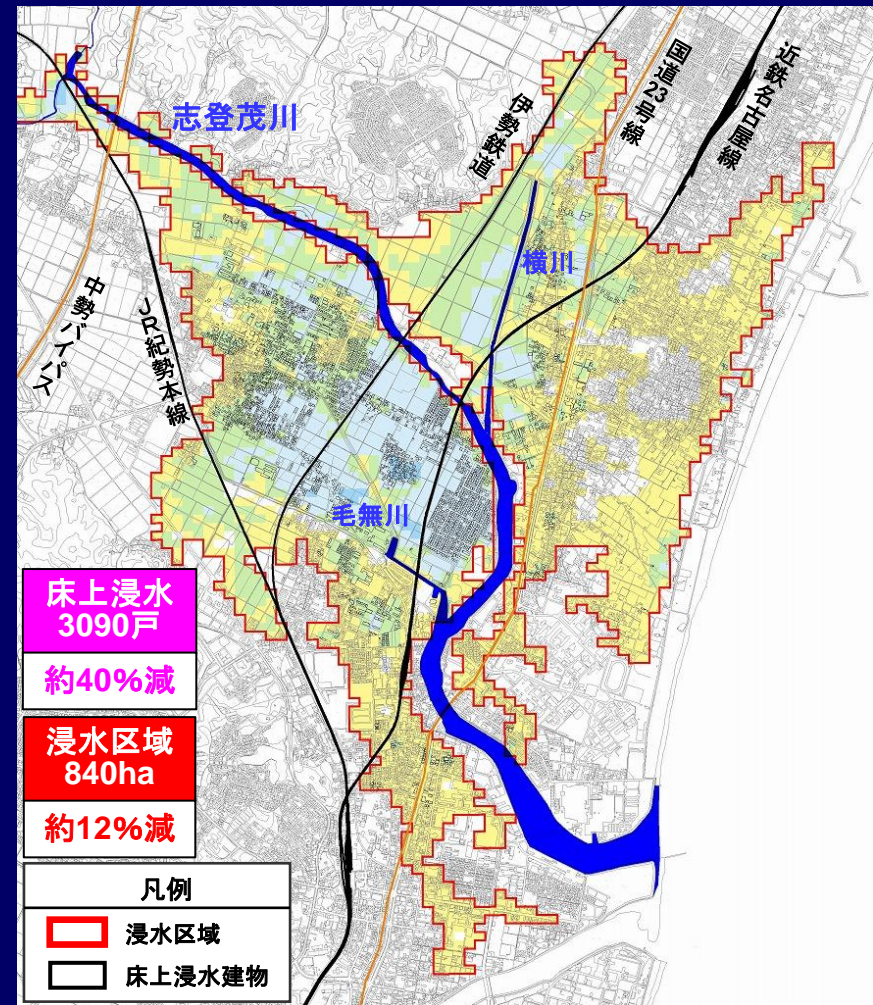 志登茂川
伊勢鉄道
国道23号線
近鉄名古屋線
横川
中勢バイパス
JR紀勢本線
毛無川
床上浸水
3090戸
約40%減
浸水区域
840ha
約12%減
凡例
浸水区域
床上浸水建物